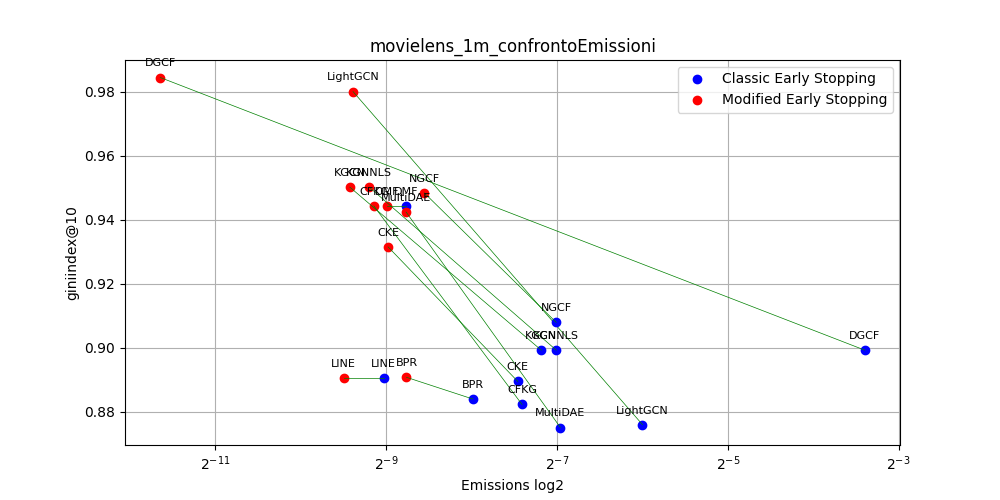 movielens_1m_confrontoEmissioni
Classic Early Stopping
Modified Early Stopping
giniindex@10
0.98
0.96
0.94
0.92
0.90
0.88
DGCF
LightGCN
KGCN
KGNNLS
NGCF
CFKG
DMF
DMF
MultiDAE
CKE
NGCF
KGCN
KGNNLS
DGCF
LINE
LINE
BPR
CKE
BPR
CFKG
MultiDAE
LightGCN
2⁻¹¹
2⁻⁹
2⁻⁷
2⁻⁵
2⁻³
Emissions log2